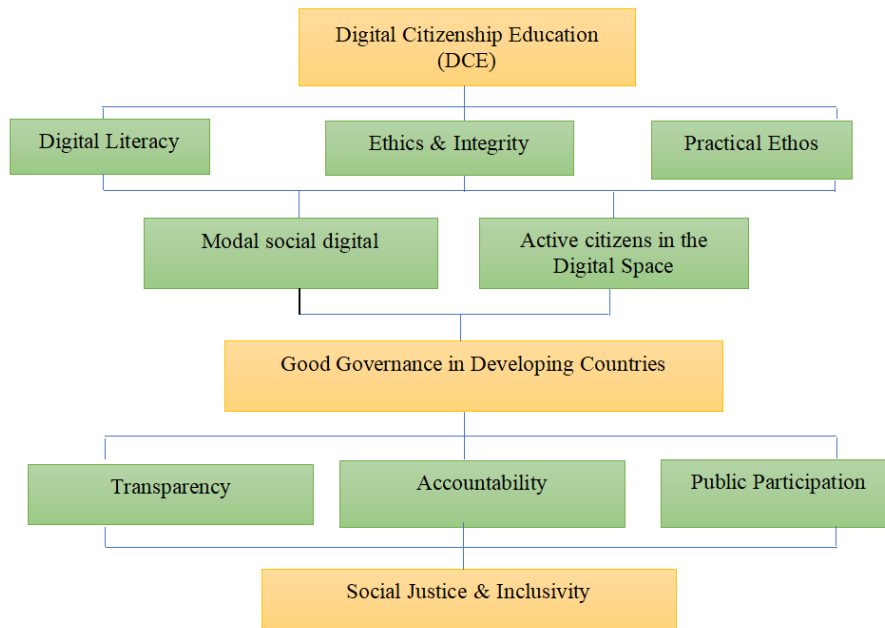 Digital Citizenship Education
(DCE)
Digital Literacy
Ethics & Integrity
Practical Ethos
Modal social digital
Active citizens in the
Digital Space
Good Governance in Developing Countries
Transparency
Accountability
Public Participation
Social Justice & Inclusivity